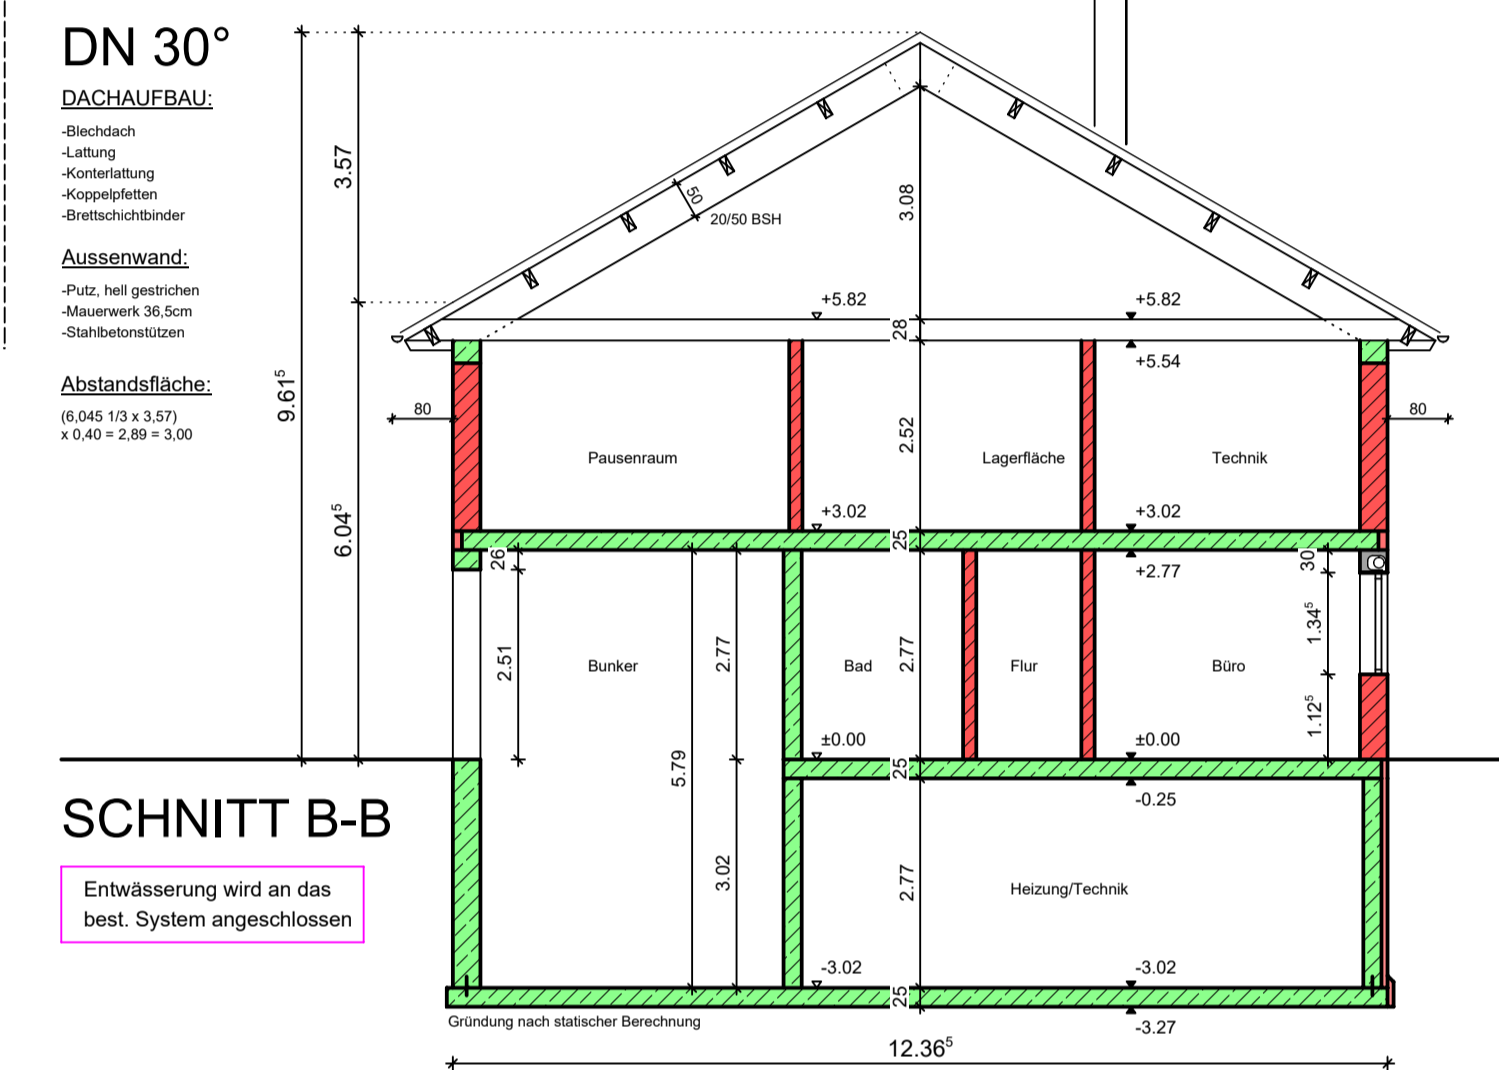 DN 30°
DACHAUFBAU:
-Blechdach
-Lattung
-Konterlattung
-Koppelpfetten
-Brettschichtbinder
Aussenwand:
-Putz, hell gestrichen
-Mauerwerk 36,5cm
-Stahlbetonstützen
Abstandsfläche:
(6,045 1/3 x 3,57)
x 0,40 = 2,89 = 3,00
3.57
9.61⁵
6.04⁵
50
20/50 BSH
3.08
+5.82
+5.82
28
+5.54
80
80
2.52
Pausenraum
Lagerfläche
Technik
+3.02
+3.02
25
26
30
+2.77
2.51
Bunker
2.77
Bad
2.77
Flur
Büro
1.34⁵
1.12⁵
±0.00
±0.00
5.79
25
-0.25
SCHNITT B-B
Entwässerung wird an das
best. System angeschlossen
3.02
2.77
Heizung/Technik
-3.02
-3.02
25
Gründung nach statischer Berechnung
-3.27
12.36⁵